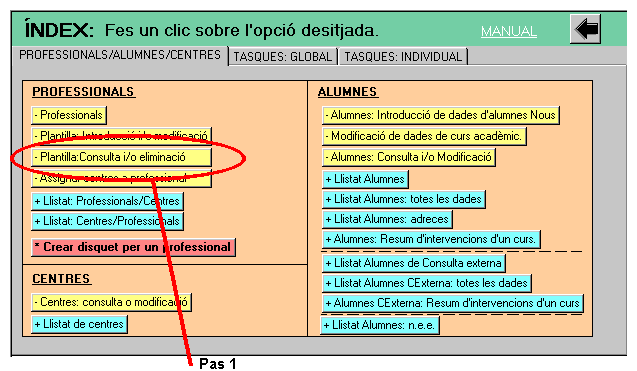 ÍNDEX: Fes un clic sobre l'opció desitjada.
MANUAL
PROFESSIONALS/ALUMNES/CENTRES
TASQUES: GLOBAL
TASQUES: INDIVIDUAL
PROFESSIONALS
- Professionals
- Plantilla: Introducció i/o modificació
- Plantilla:Consulta i/o eliminació
- Assignar centres a professional
+ Llistat: Professionals/Centres
+ Llistat: Centres/Professionals
* Crear disquet per un professional
CENTRES
- Centres: consulta o modificació
+ Llistat de centres
ALUMNES
- Alumnes: Introducció de dades d'alumnes Nous
- Modificació de dades de curs acadèmic.
- Alumnes: Consulta i/o Modificació
+ Llistat Alumnes
+ Llistat Alumnes: totes les dades
+ Llistat Alumnes: adreces
+ Alumnes: Resum d'intervencions d'un curs.
+ Llistat Alumnes de Consulta externa
+ Llistat Alumnes CExterna: totes les dades
+ Alumnes CExterna: Resum d'intervencions d'un curs
+ Llistat Alumnes: n.e.e.
Pas 1